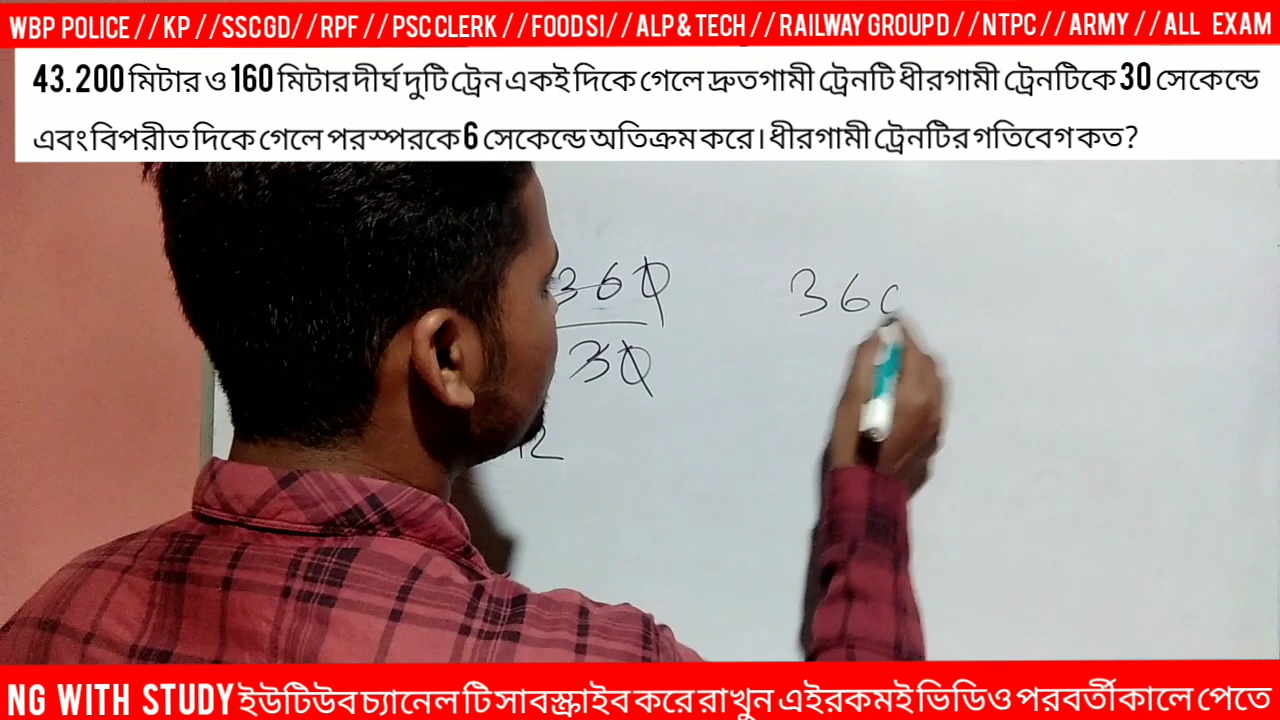 WBP POLICE // KP //SSC GD// RPF // PSC CLERK // FOOD SI// ALP & TECH // RAILWAY GROUP D // NTPC // ARMY // ALL EXAM
43. 200 মিটার ও 160 মিটার দীর্ঘ দুটি ট্রেন একই দিকে গেলে দ্রুতগামী ট্রেনটি ধীরগামী ট্রেনটিকে 30 সেকেন্ডে
এবং বিপরীত দিকে গেলে পরস্পরকে 6 সেকেন্ডে অতিক্রম করে। ধীরগামী ট্রেনটির গতিবেগ কত?
360 360
30
12
NG WITH STUDY ইউটিউব চ্যানেল টি সাবস্ক্রাইব করে রাখুন এইরকমই ভিডিও পরবর্তীকালে পেতে